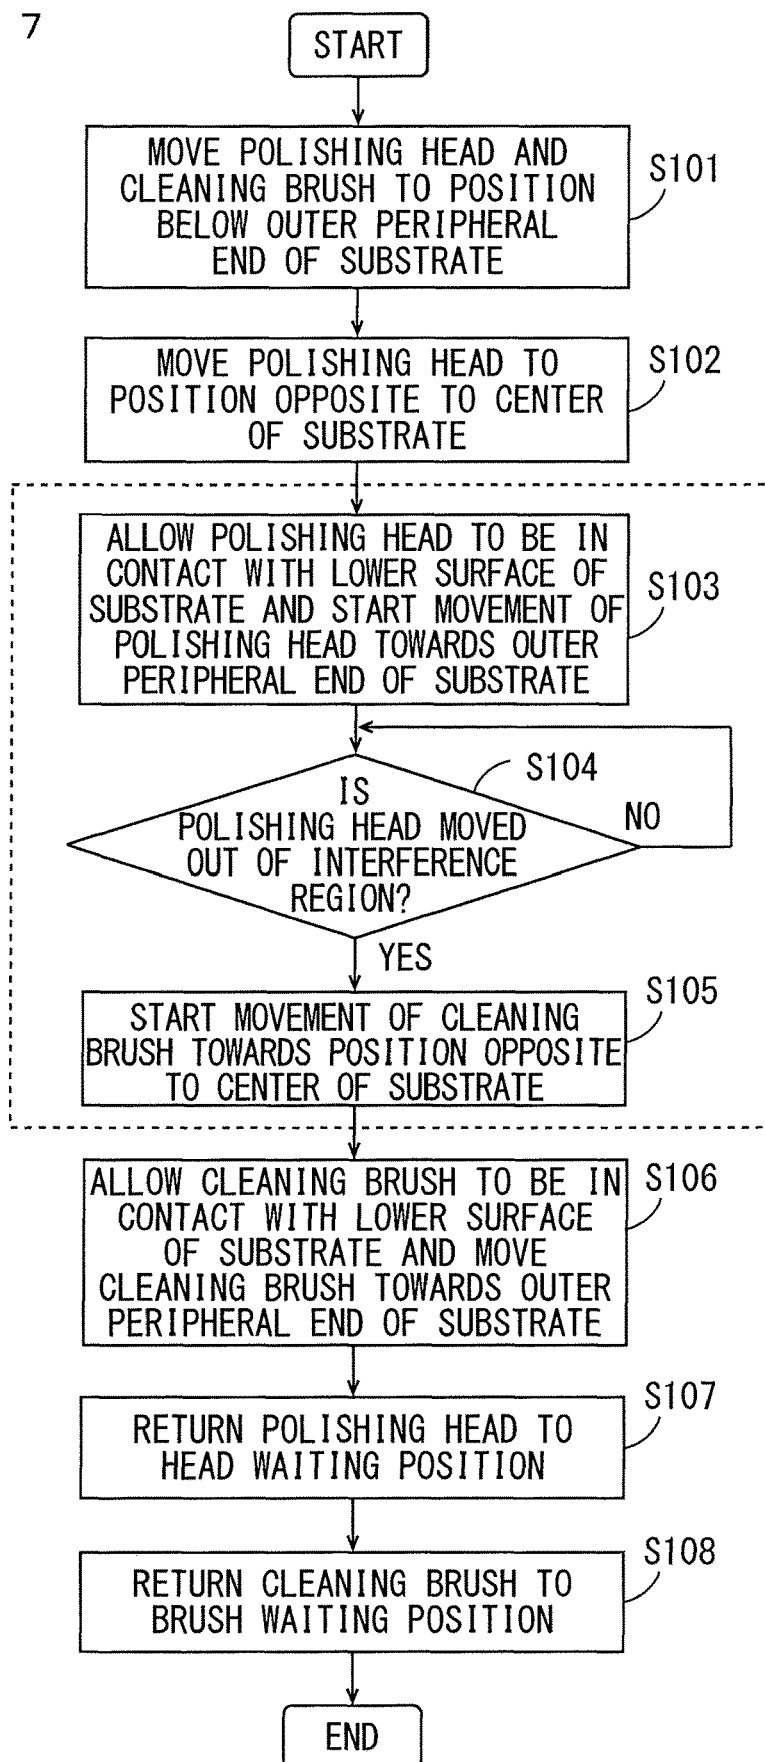 7
START
MOVE POLISHING HEAD AND
CLEANING BRUSH TO POSITION
BELOW OUTER PERIPHERAL
END OF SUBSTRATE
S101
MOVE POLISHING HEAD TO
POSITION OPPOSITE TO CENTER
OF SUBSTRATE
S102
ALLOW POLISHING HEAD TO BE IN
CONTACT WITH LOWER SURFACE OF
SUBSTRATE AND START MOVEMENT OF
POLISHING HEAD TOWARDS OUTER
PERIPHERAL END OF SUBSTRATE
S103
S104
IS
POLISHING HEAD MOVED
OUT OF INTERFERENCE
REGION?
NO
YES
START MOVEMENT OF CLEANING
BRUSH TOWARDS POSITION OPPOSITE
TO CENTER OF SUBSTRATE
S105
ALLOW CLEANING BRUSH TO BE IN
CONTACT WITH LOWER SURFACE
OF SUBSTRATE AND MOVE
CLEANING BRUSH TOWARDS OUTER
PERIPHERAL END OF SUBSTRATE
S106
RETURN POLISHING HEAD TO
HEAD WAITING POSITION
S107
RETURN CLEANING BRUSH TO
BRUSH WAITING POSITION
S108
END